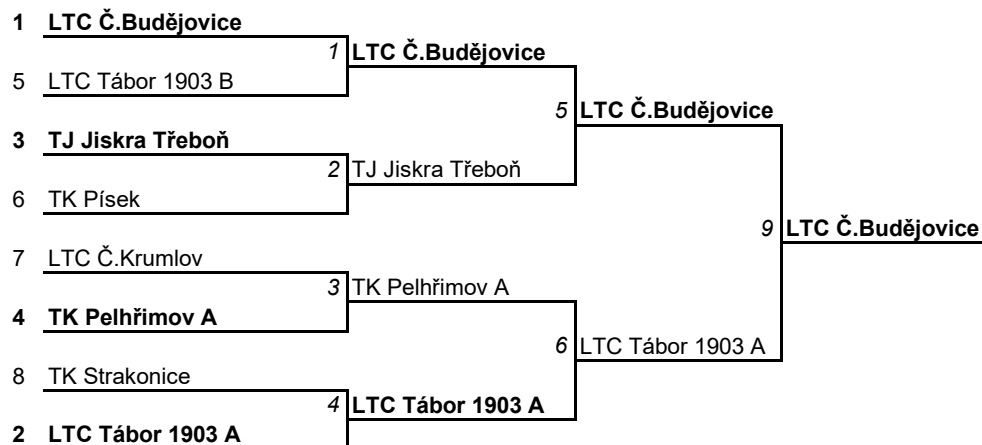 1 LTC Č.Budějovice
1 LTC Č.Budějovice
5 LTC Tábor 1903 B
5 LTC Č.Budějovice
3 TJ Jiskra Třeboň
2 TJ Jiskra Třeboň
6 TK Písek
9 LTC Č.Budějovice
7 LTC Č.Krumlov
3 TK Pelhřimov A
4 TK Pelhřimov A
6 LTC Tábor 1903 A
8 TK Strakonice
4 LTC Tábor 1903 A
2 LTC Tábor 1903 A